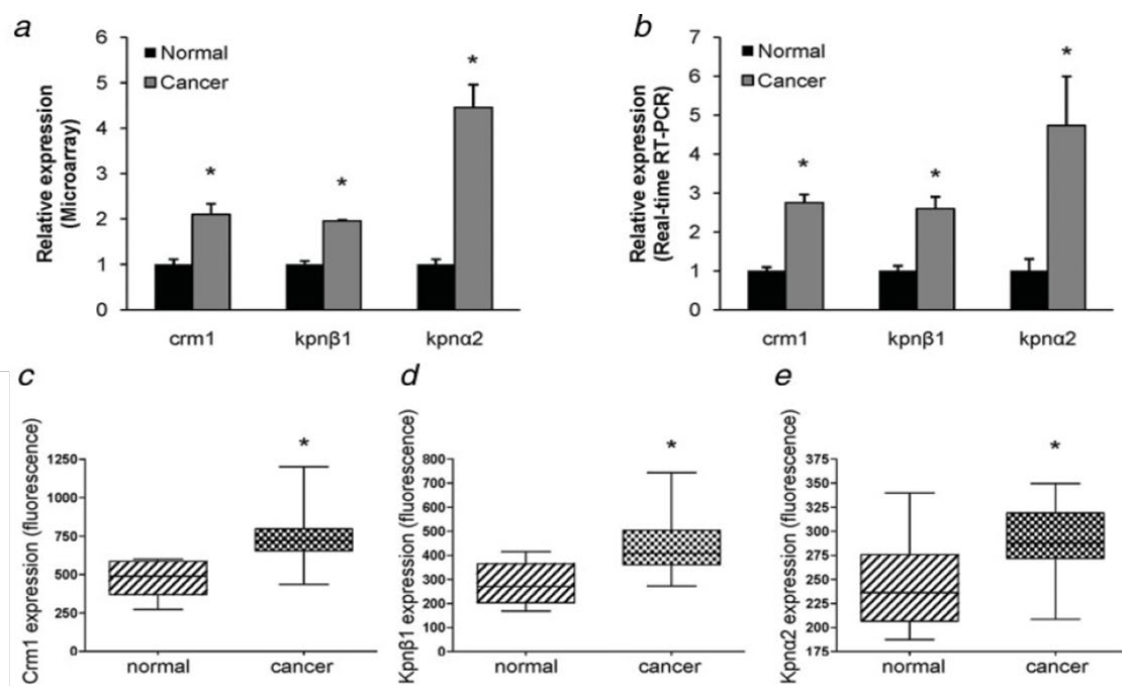 a
Relative expression
(Microarray)
6
5
4
3
2
1
0
Normal
Cancer
*
*
*
crm1 kpnβ1 kpnα2
b
Relative expression
(Real-time RT-PCR)
7
6
5
4
3
2
1
0
Normal
Cancer
*
*
*
crm1 kpnβ1 kpnα2
c
Crm1 expression (fluorescence)
1250
1000
750
500
250
0
*
normal cancer
d
Kpnβ1 expression (fluorescence)
800
700
600
500
400
300
200
100
0
*
normal cancer
e
Kpnα2 expression (fluorescence)
375
350
325
300
275
250
225
200
175
*
normal cancer